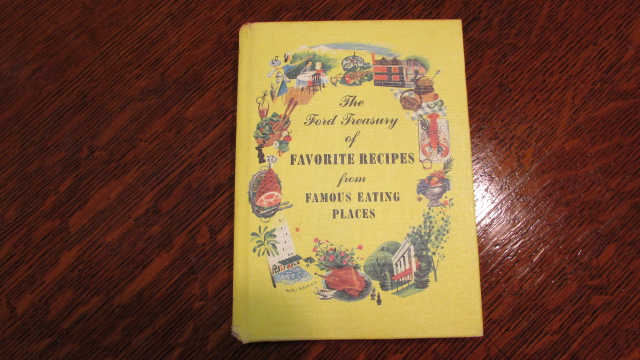 The
Ford Treasury
of
FAVORITE RECIPES
from
FAMOUS EATING
PLACES